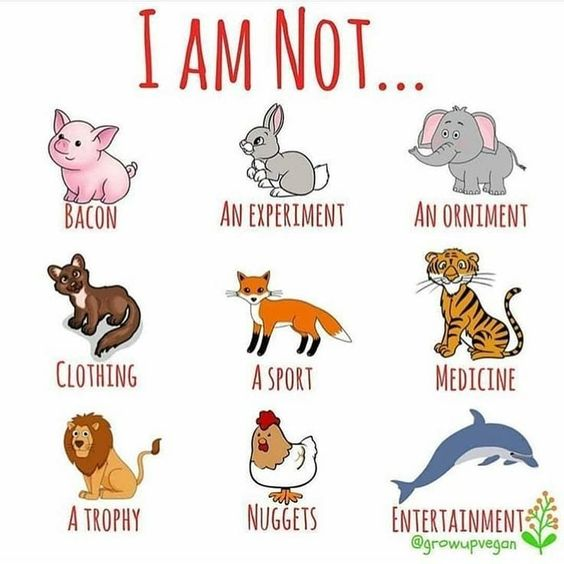 I AM NOT...
BACON
AN EXPERIMENT
AN ORNIMENT
CLOTHING
A SPORT
MEDICINE
A TROPHY
NUGGETS
ENTERTAINMENT
@growupvegan